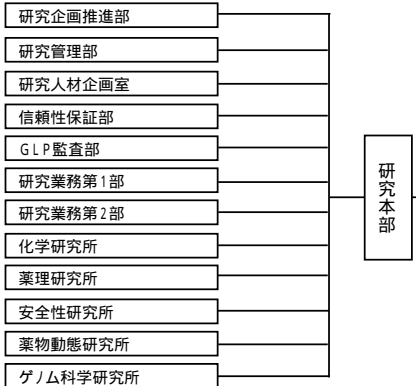 研究企画推進部
研究管理部
研究人材企画室
信頼性保証部
GLP監査部
研究業務第1部
研究業務第2部
化学研究所
薬理研究所
安全性研究所
薬物動態研究所
ゲノム科学研究所
研究本部